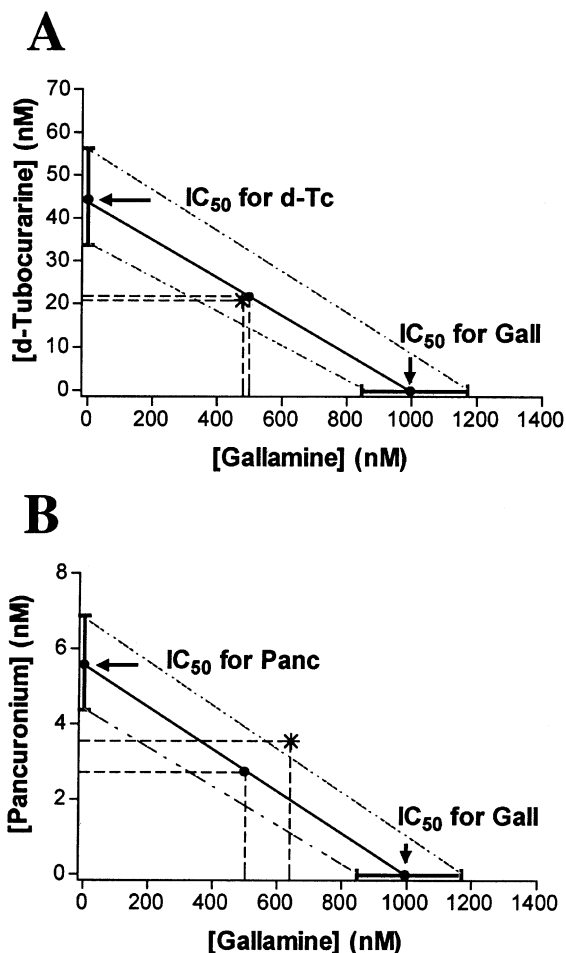 A
70
60
50
40
30
20
10
0
[d-Tubocurarine] (nM)
IC50 for d-Tc
IC50 for Gall
0 200 400 600 800 1000 1200 1400
[Gallamine] (nM)
B
8
6
4
2
0
[Pancuronium] (nM)
IC50 for Panc
IC50 for Gall
0 200 400 600 800 1000 1200 1400
[Gallamine] (nM)